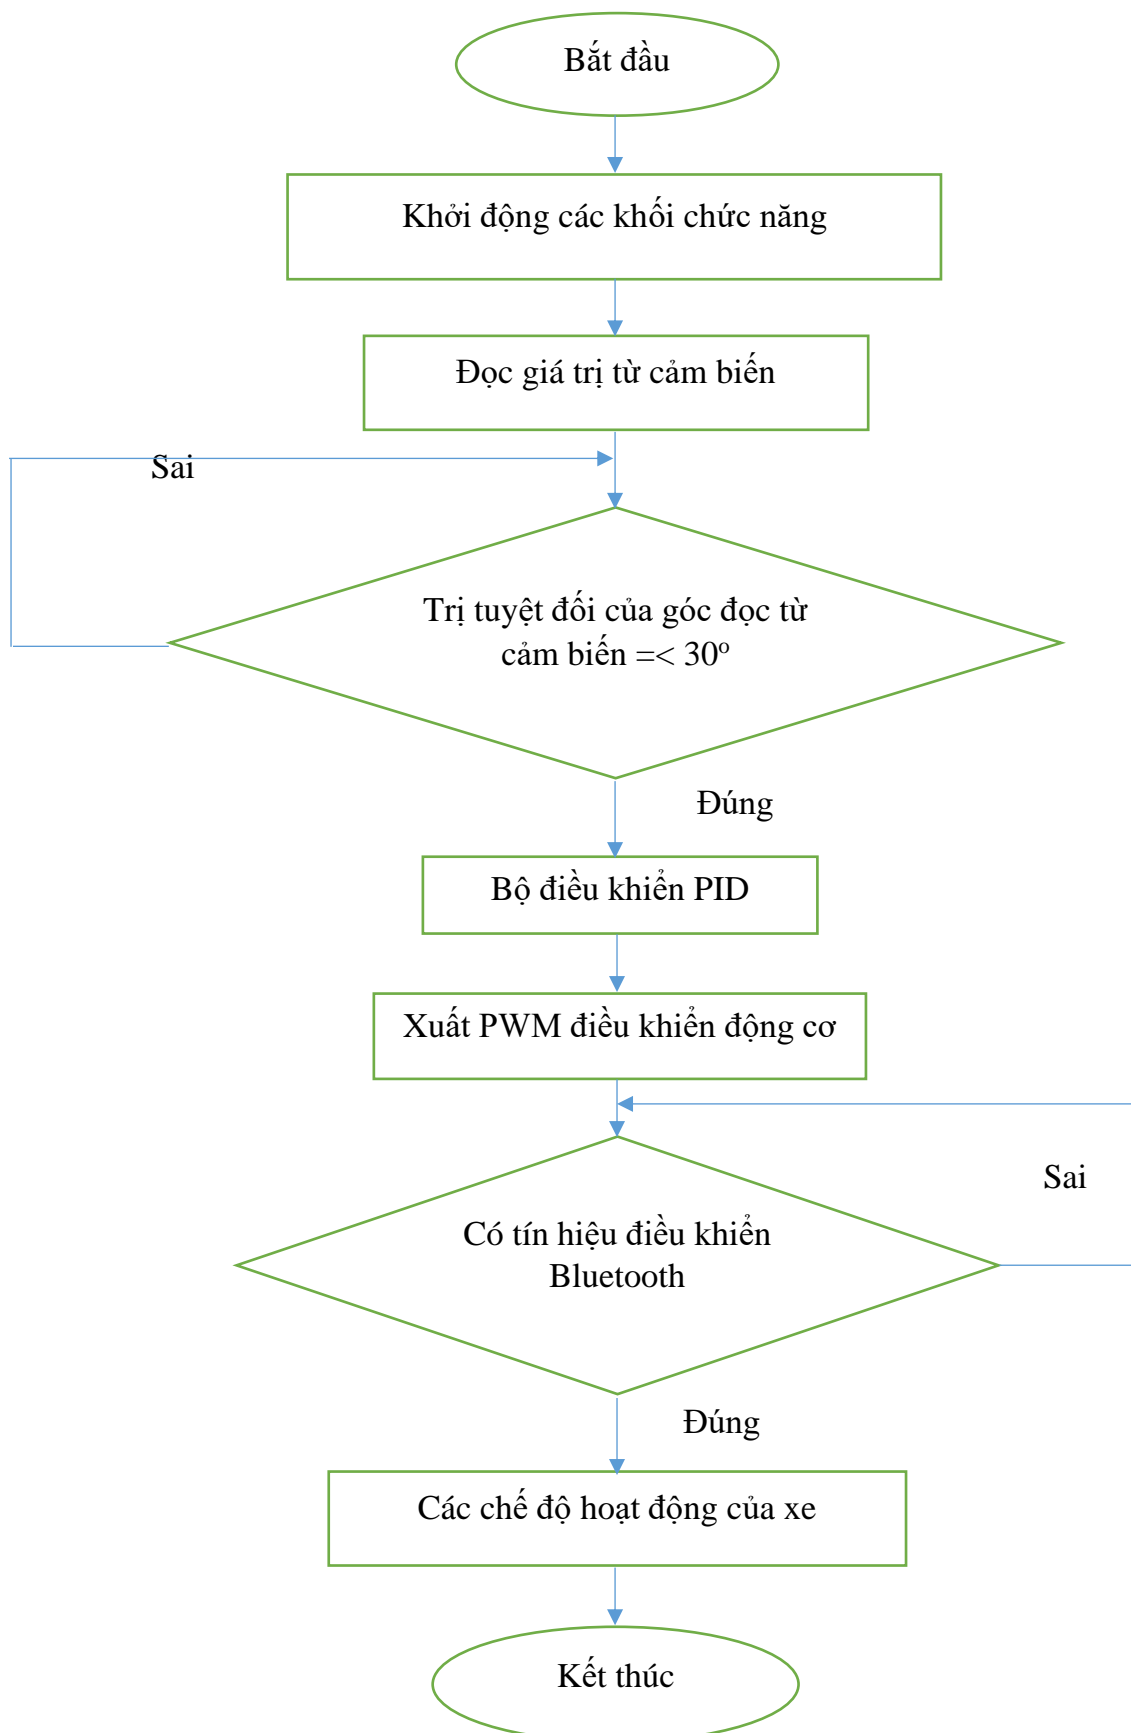 Bắt đầu
Khởi động các khối chức năng
Đọc giá trị từ cảm biến
Sai
Trị tuyệt đối của góc đọc từ
cảm biến =< 30º
Đúng
Bộ điều khiển PID
Xuất PWM điều khiển động cơ
Sai
Có tín hiệu điều khiển
Bluetooth
Đúng
Các chế độ hoạt động của xe
Kết thúc